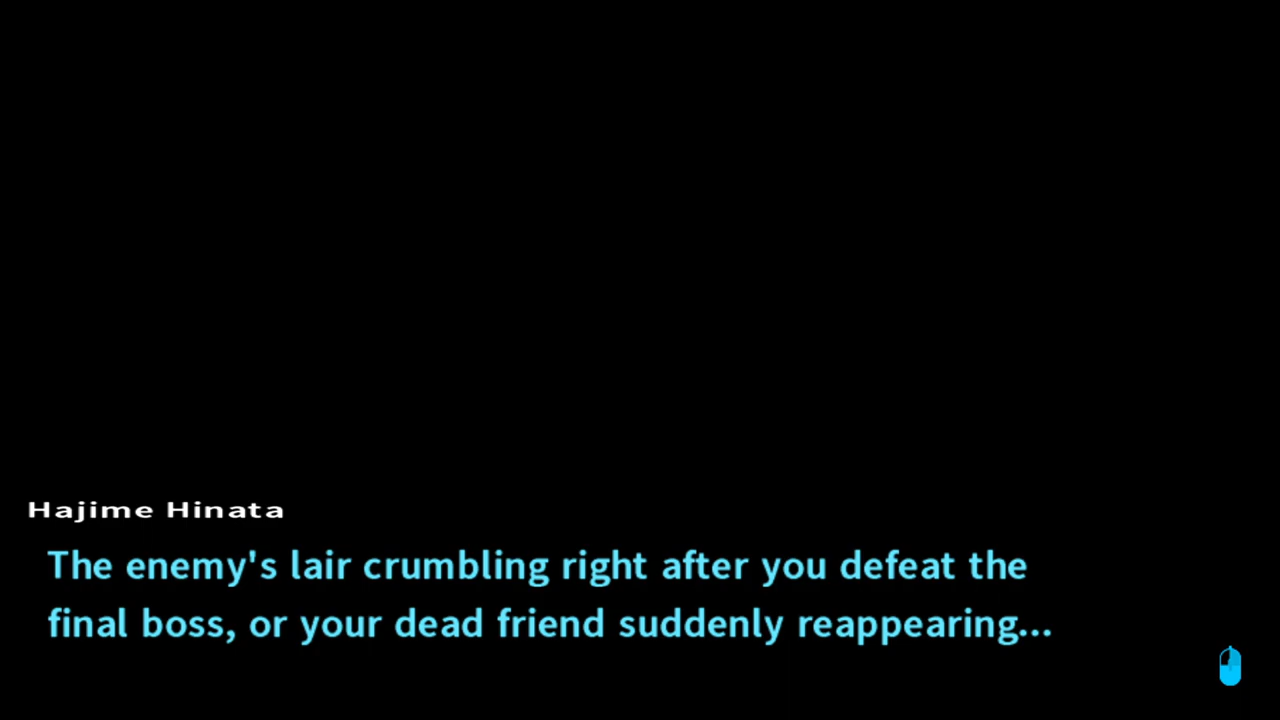 Hajime Hinata
The enemy's lair crumbling right after you defeat the
final boss, or your dead friend suddenly reappearing...